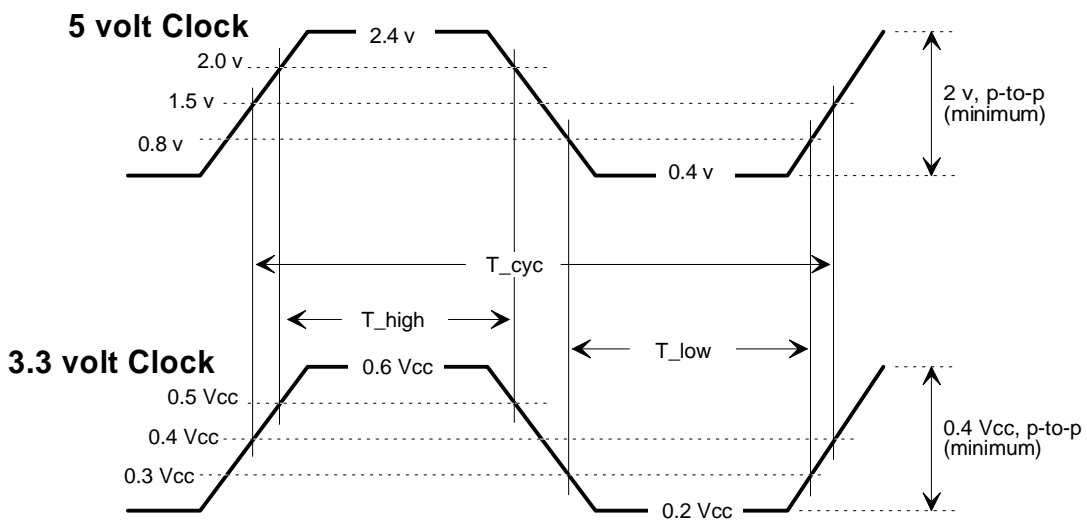 5 volt Clock
2.4 v
2.0 v
1.5 v
2 v, p-to-p
(minimum)
0.8 v
0.4 v
T_cyc
T_high
T_low
3.3 volt Clock
0.6 Vcc
0.5 Vcc
0.4 Vcc
0.4 Vcc, p-to-p
(minimum)
0.3 Vcc
0.2 Vcc